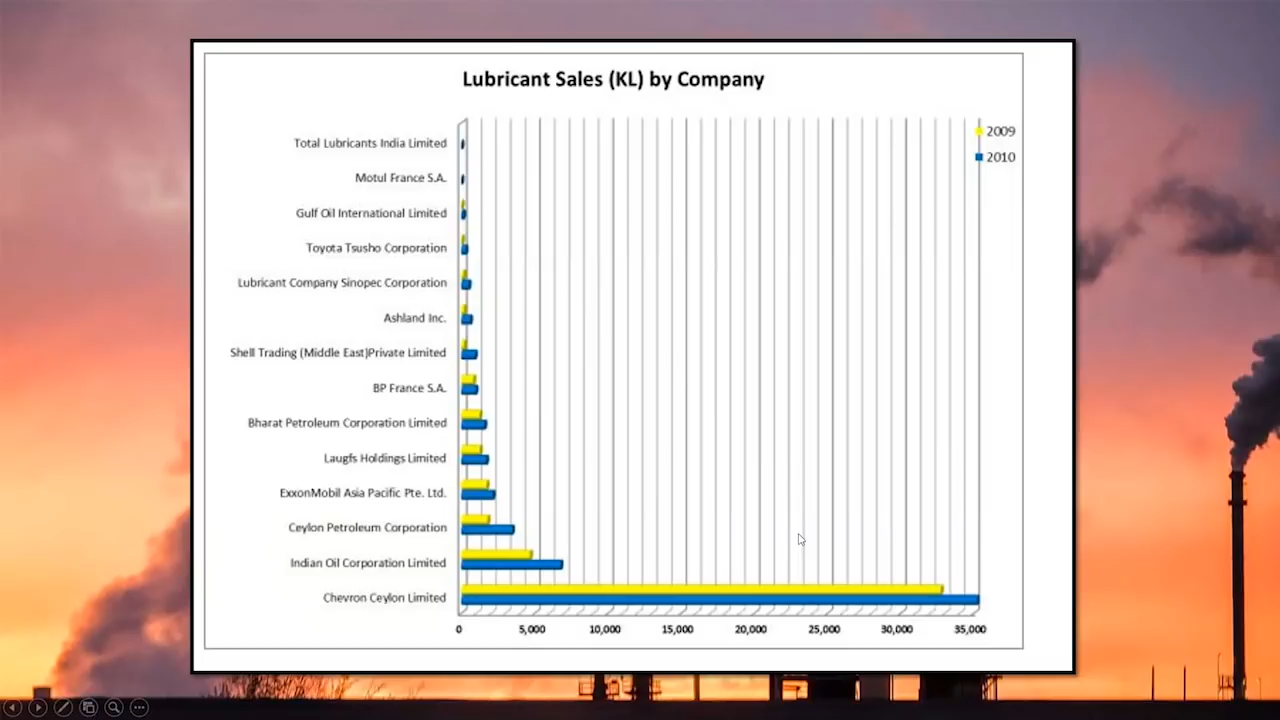 Lubricant Sales (KL) by Company
2009
2010
Total Lubricants India Limited
Motul France S.A.
Gulf Oil International Limited
Toyota Tsusho Corporation
Lubricant Company Sinopec Corporation
Ashland Inc.
Shell Trading (Middle East)Private Limited
BP France S.A.
Bharat Petroleum Corporation Limited
Laugfs Holdings Limited
ExxonMobil Asia Pacific Pte. Ltd.
Ceylon Petroleum Corporation
Indian Oil Corporation Limited
Chevron Ceylon Limited
0 5,000 10,000 15,000 20,000 25,000 30,000 35,000